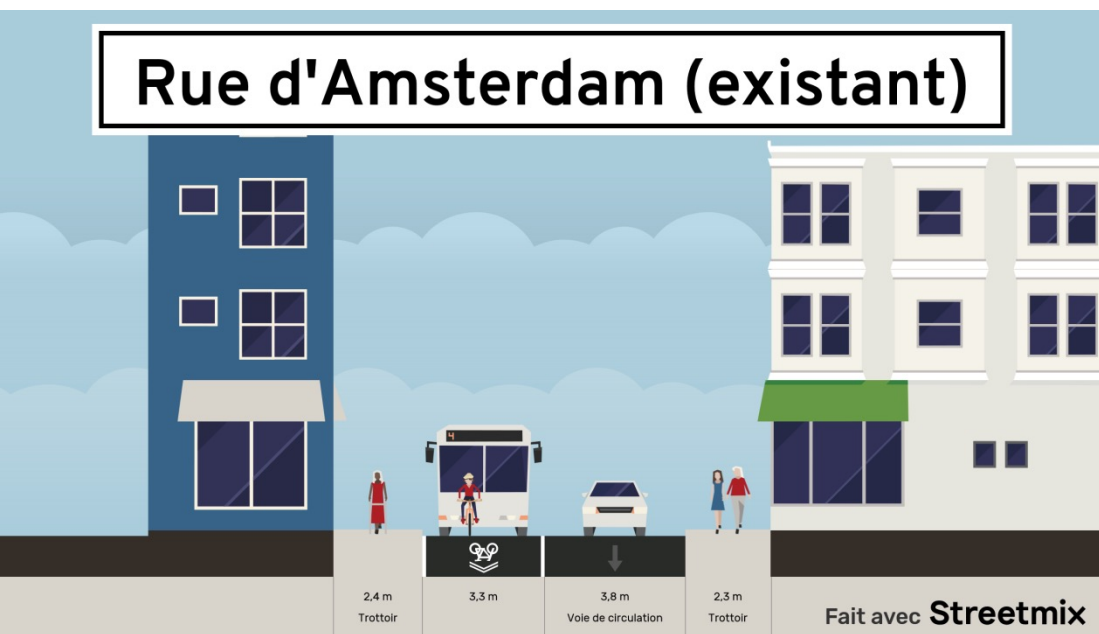 Rue d'Amsterdam (existant)
4
2,4 m
Trottoir
3,3 m
3,8 m
Voie de circulation
2,3 m
Trottoir
Fait avec Streetmix